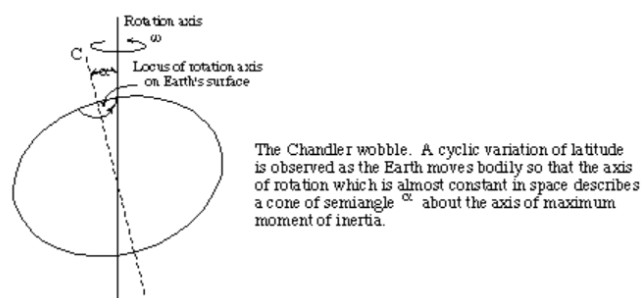 Rotation axis
ω
C
α
Locus of rotation axis
on Earth's surface
The Chandler wobble. A cyclic variation of latitude
is observed as the Earth moves bodily so that the axis
of rotation which is almost constant in space describes
a cone of semiangle α about the axis of maximum
moment of inertia.